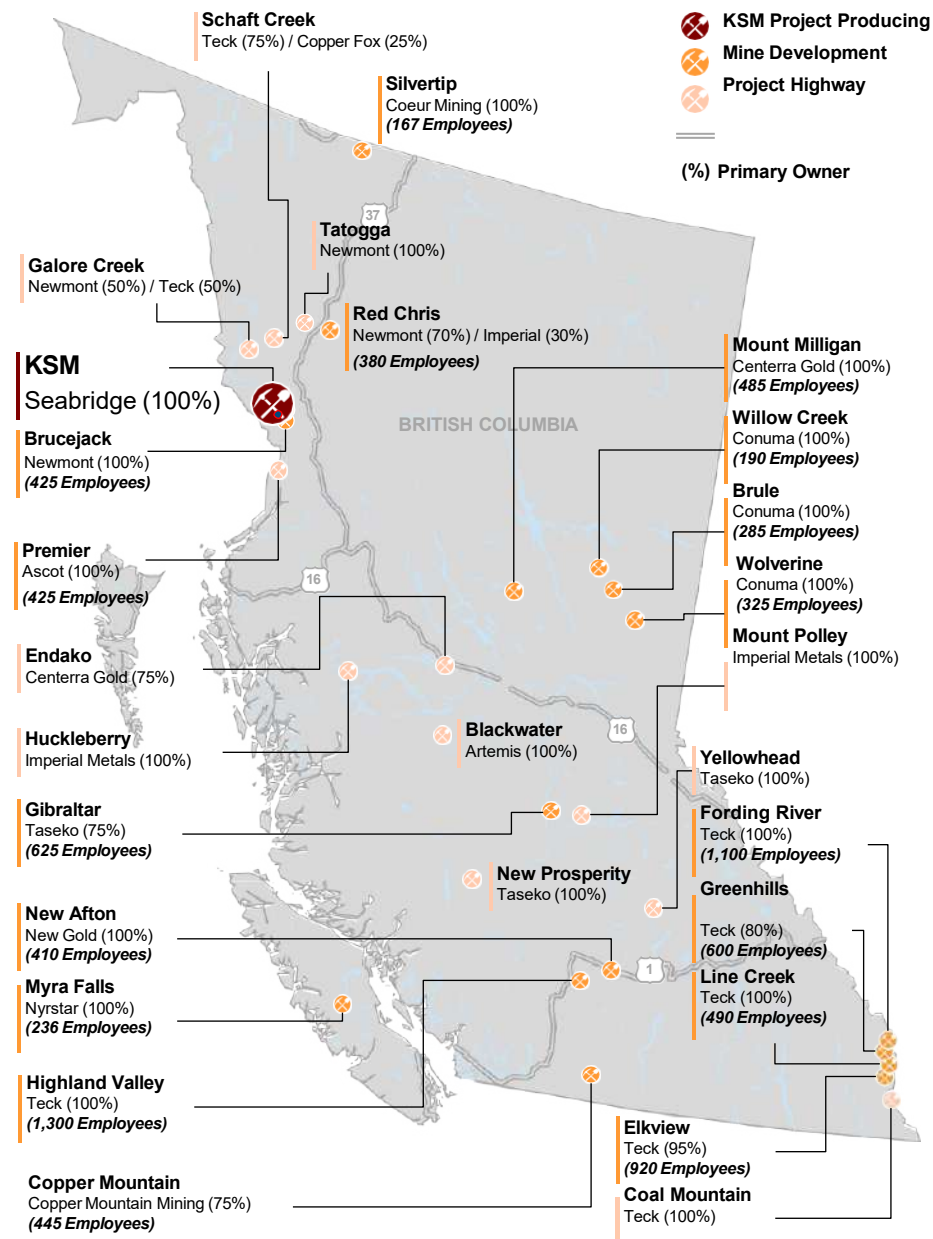 Schaft Creek
Teck (75%) / Copper Fox (25%)
KSM Project Producing
Mine Development
Project Highway
(%) Primary Owner
Silvertip
Coeur Mining (100%)
(167 Employees)
37
Tatogga
Newmont (100%)
Galore Creek
Newmont (50%) / Teck (50%)
Red Chris
Newmont (70%) / Imperial (30%)
(380 Employees)
KSM
Seabridge (100%)
BRITISH COLUMBIA
Mount Milligan
Centerra Gold (100%)
(485 Employees)
Willow Creek
Conuma (100%)
(190 Employees)
Brucejack
Newmont (100%)
(425 Employees)
Brule
Conuma (100%)
(285 Employees)
Premier
Ascot (100%)
(425 Employees)
16
Wolverine
Conuma (100%)
(325 Employees)
Mount Polley
Imperial Metals (100%)
Endako
Centerra Gold (75%)
Huckleberry
Imperial Metals (100%)
Blackwater
Artemis (100%)
16
Yellowhead
Taseko (100%)
Gibraltar
Taseko (75%)
(625 Employees)
Fording River
Teck (100%)
(1,100 Employees)
New Prosperity
Taseko (100%)
Greenhills
Teck (80%)
(600 Employees)
New Afton
New Gold (100%)
(410 Employees)
1
Line Creek
Teck (100%)
(490 Employees)
Myra Falls
Nyrstar (100%)
(236 Employees)
Highland Valley
Teck (100%)
(1,300 Employees)
Elkview
Teck (95%)
(920 Employees)
Copper Mountain
Copper Mountain Mining (75%)
(445 Employees)
Coal Mountain
Teck (100%)